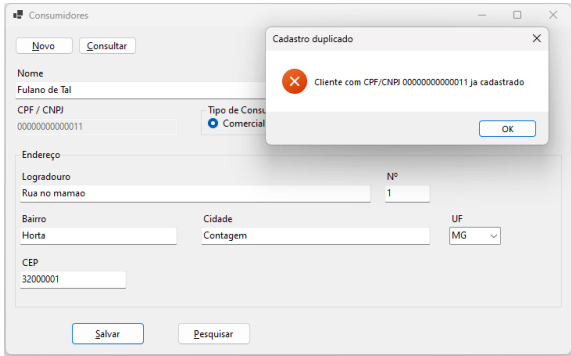 Consumidores
Novo Consultar
Cadastro duplicado
Cliente com CPF/CNPJ 00000000000011 ja cadastrado
OK
Nome
Fulano de Tal
CPF / CNPJ
00000000000011
Tipo de Consu
Comercial
Endereço
Logradouro Nº
Rua no mamao 1
Bairro Cidade UF
Horta Contagem MG
CEP
32000001
Salvar Pesquisar